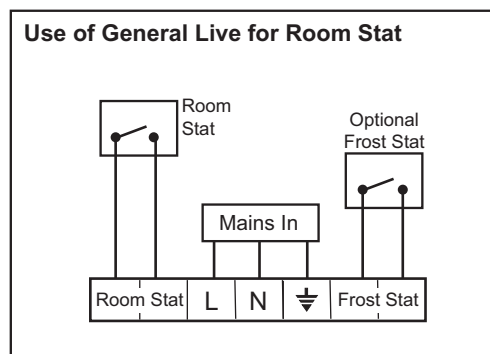 Use of General Live for Room Stat
Room
Stat
Optional
Frost Stat
Mains In
Room Stat L N Frost Stat